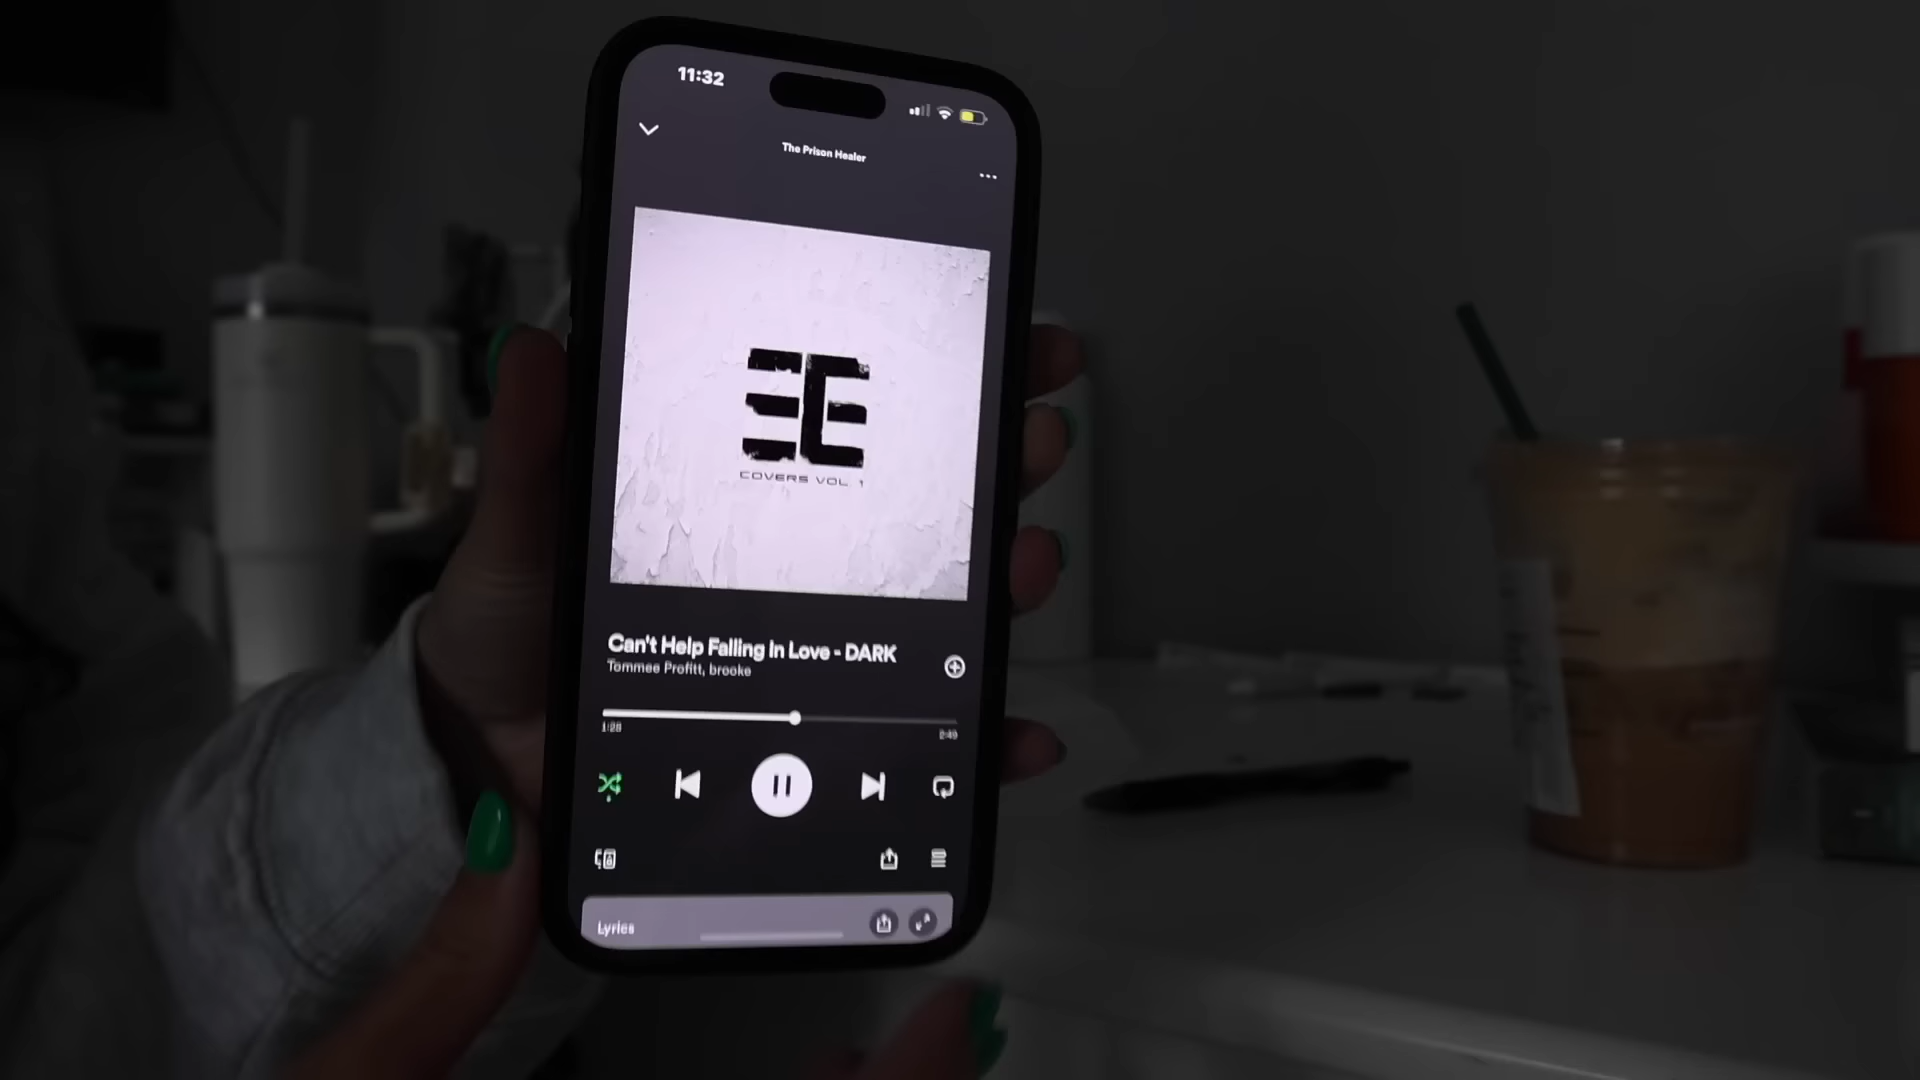 11:32
The Prison Healer
COVERS VOL. 1
Can't Help Falling In Love - DARK
Tommee Profitt, brooke
1:28
2:49
Lyrics